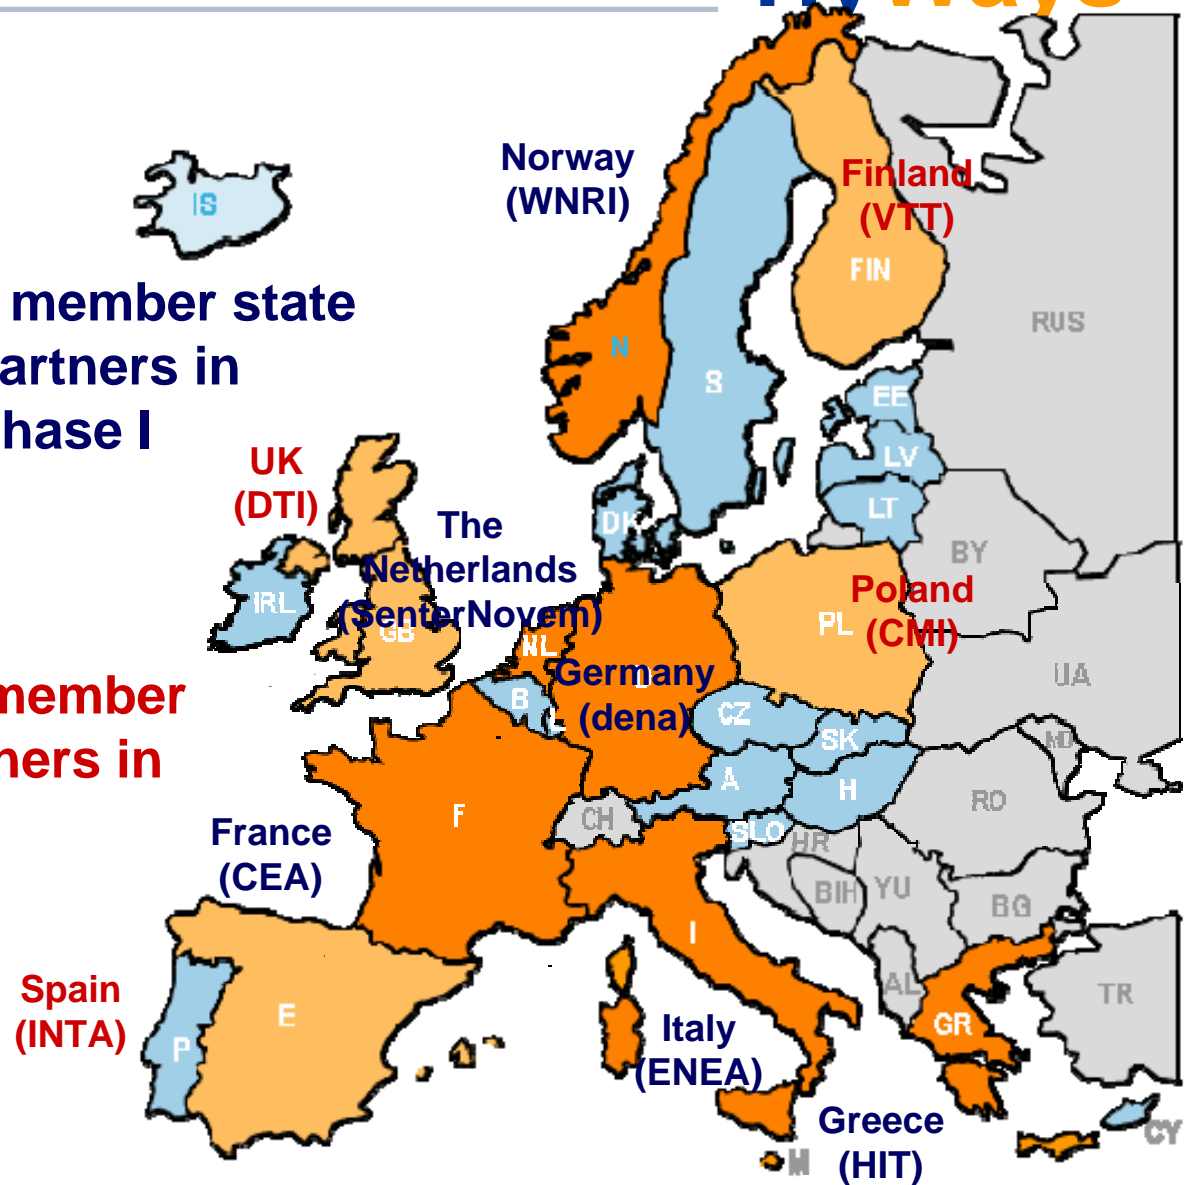 Norway
(WNRI)
Finland
(VTT)
IS
FIN
member state
RUS
artners in
N
S
EE
hase I
LV
UK
(DTI)
LT
DK
The
Netherlands
(SenterNovem)
BY
IRL
GB
Poland
(CMI)
PL
NL
Germany
(dena)
UA
member
B
L
CZ
SK
MD
ners in
A
H
RO
F
CH
SLO
HR
France
(CEA)
BIH
YU
BG
I
AL
TR
Spain
(INTA)
E
P
GR
Italy
(ENEA)
Greece
(HIT)
CY
M